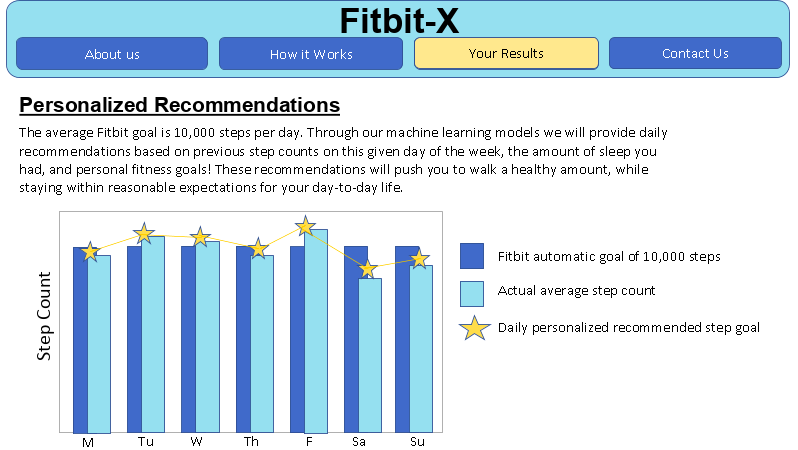 Fitbit-X
About us
How it Works
Your Results
Contact Us
Personalized Recommendations
The average Fitbit goal is 10,000 steps per day. Through our machine learning models we will provide daily
recommendations based on previous step counts on this given day of the week, the amount of sleep you
had, and personal fitness goals! These recommendations will push you to walk a healthy amount, while
staying within reasonable expectations for your day-to-day life.
Step Count
Fitbit automatic goal of 10,000 steps
Actual average step count
Daily personalized recommended step goal
M Tu W Th F Sa Su